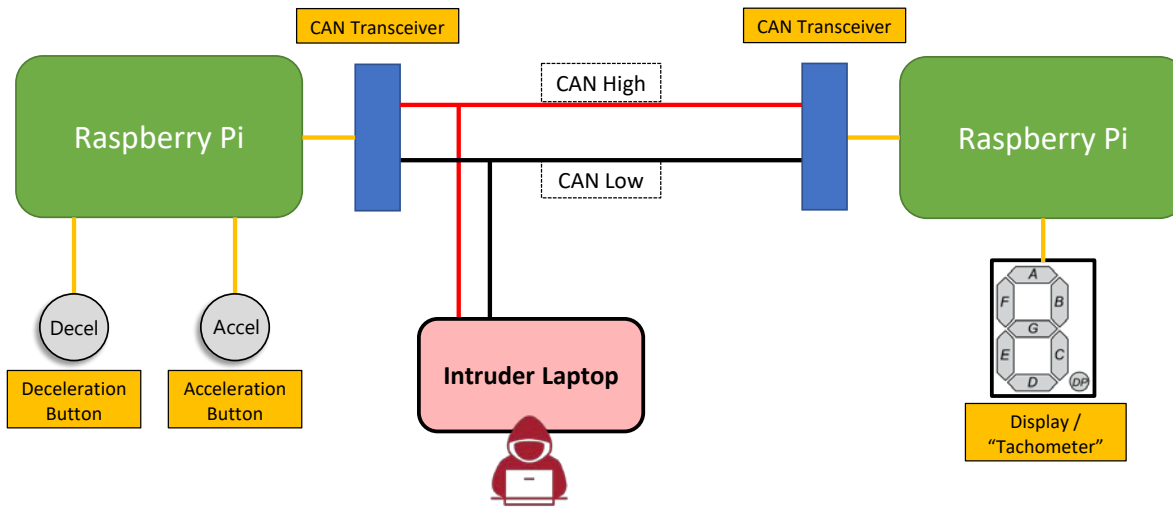 CAN Transceiver
CAN Transceiver
CAN High
Raspberry Pi
Raspberry Pi
CAN Low
Decel
Accel
Deceleration
Button
Acceleration
Button
Intruder Laptop
A
F
B
G
E
C
D
DP
Display /
“Tachometer”